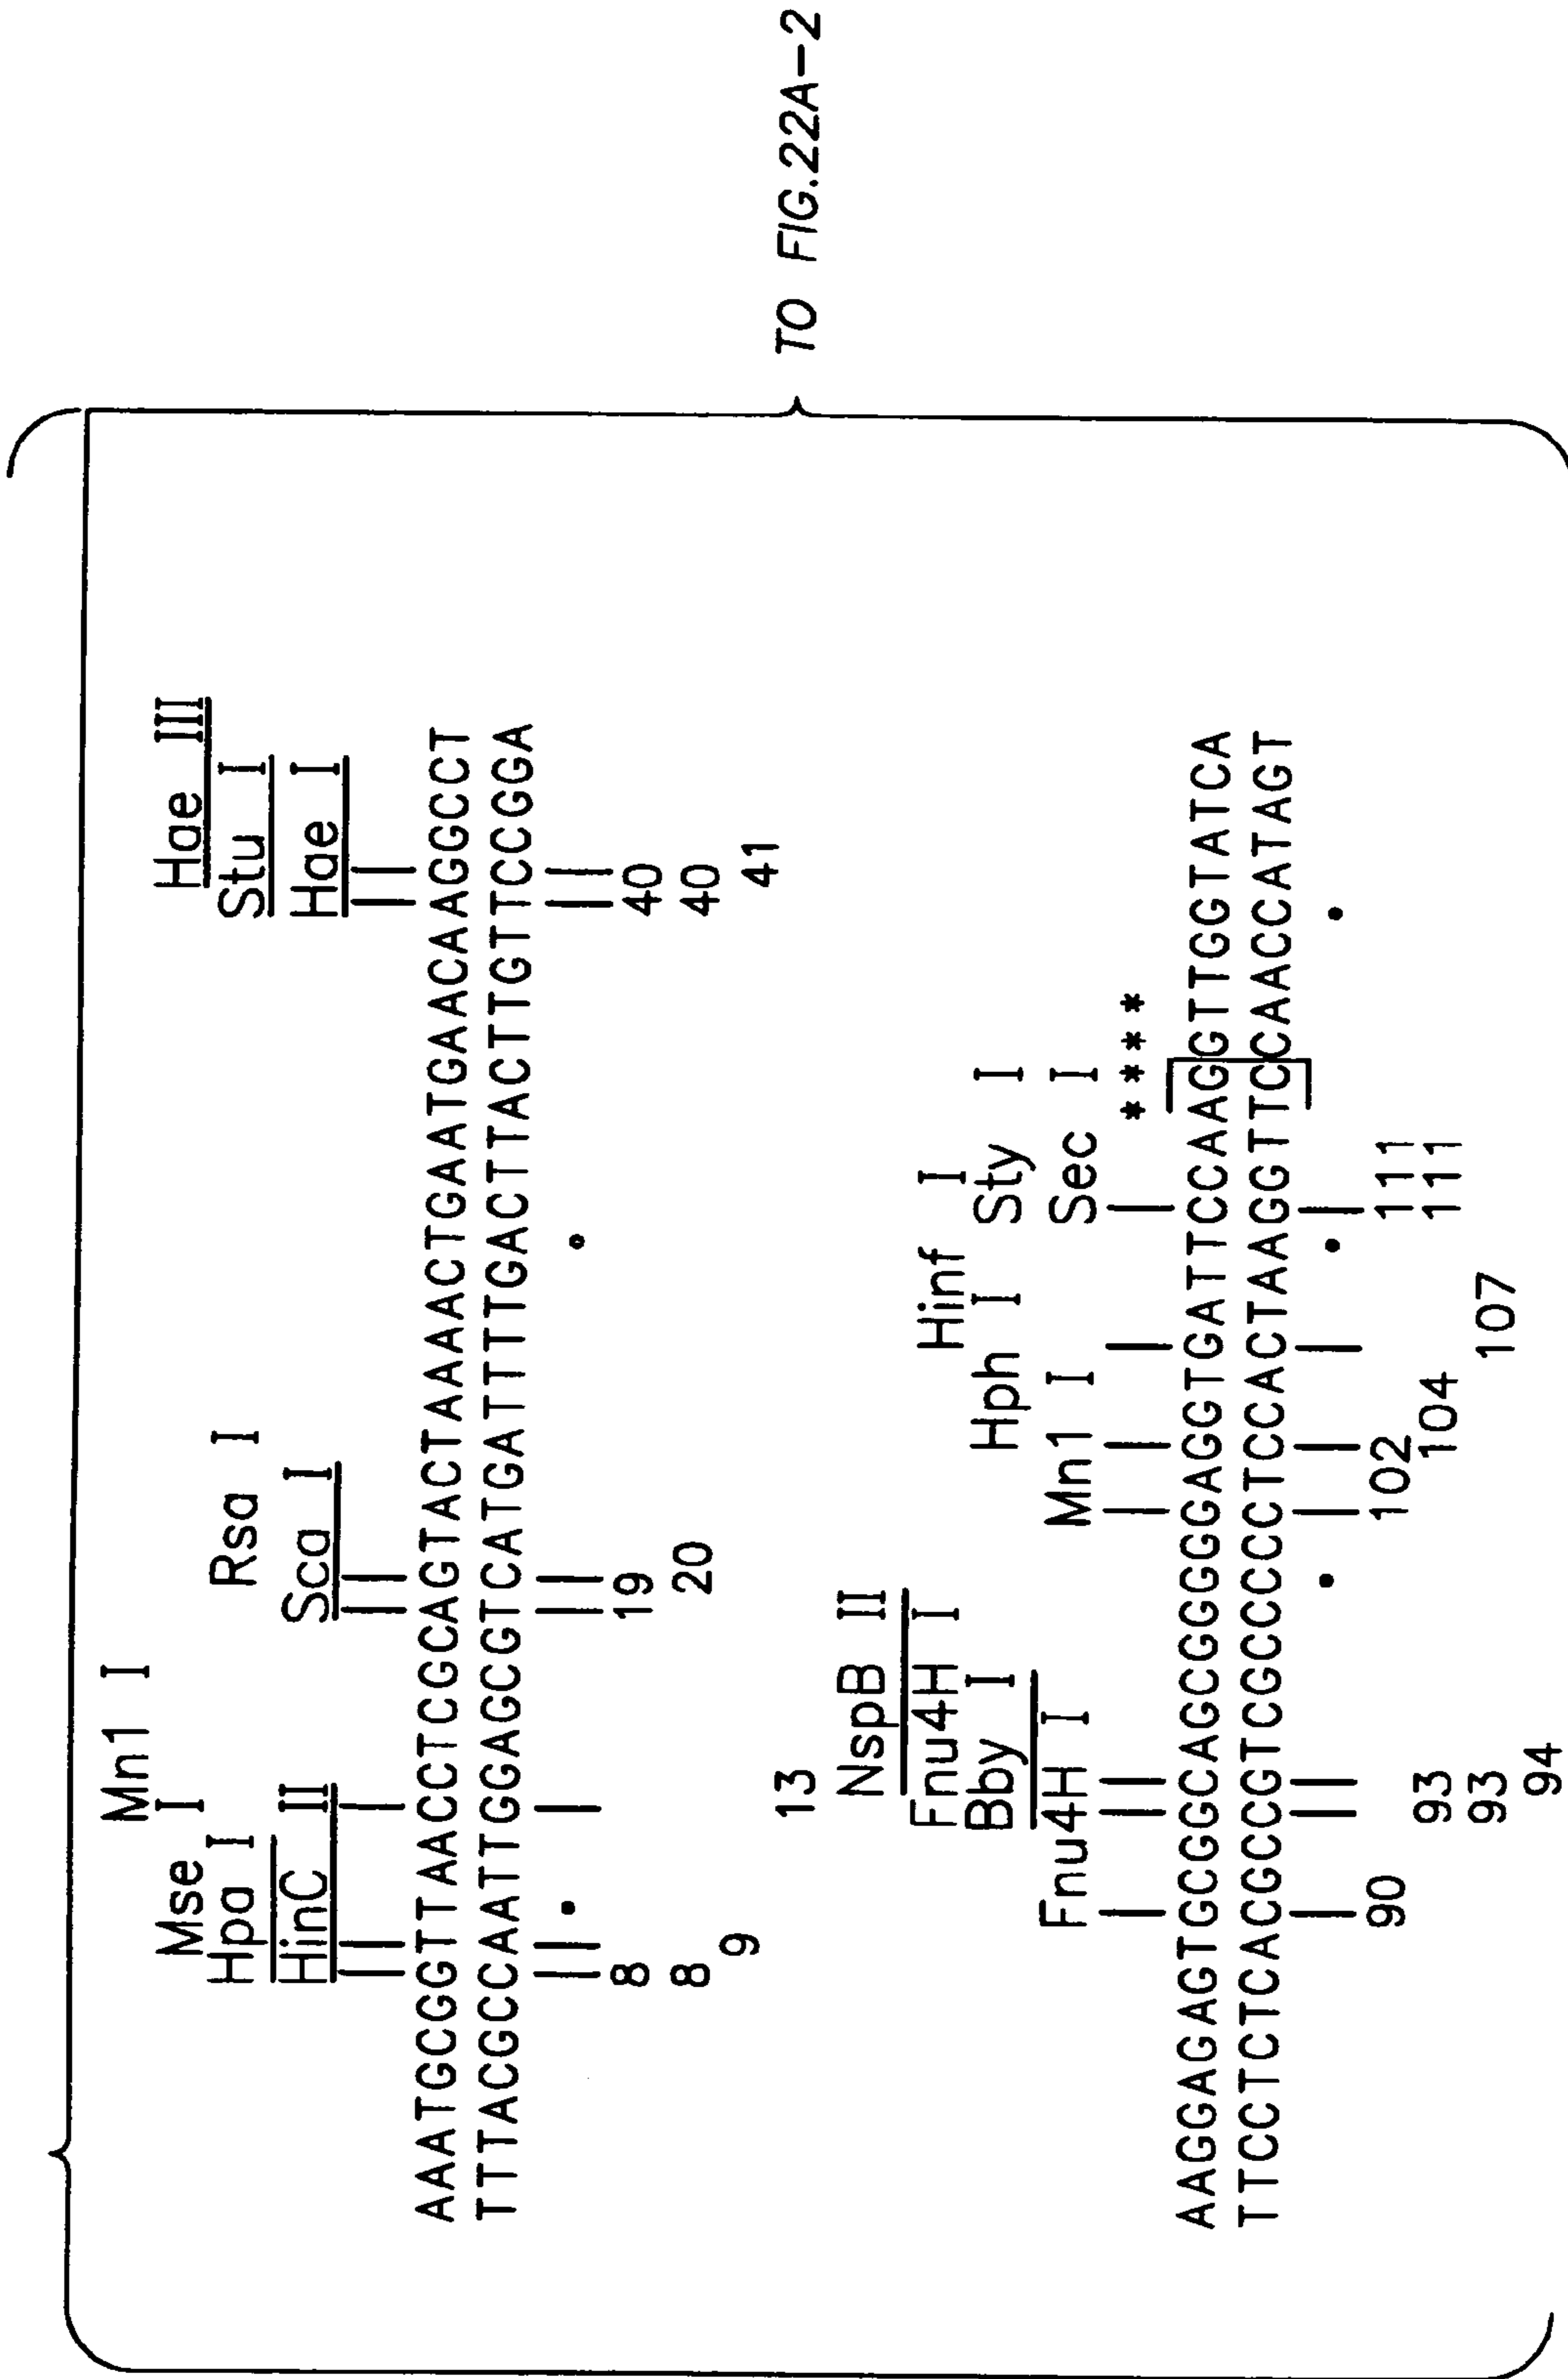 Mn1 I
Mse I
Hpa I
HinC II
Rsa I
Sca I
Hae III
Stu I
Hae I
AAATGCGGTTAACCTCGCAGTACTAAAACTGAATGAACAAGGCCT
TTTACGCCAATTGGAGCGTCATGATTTTGACTTACTTGTTCCGGA
8
8
9
13
19
20
40
40
41
NspB II
Fnu4H I
Bby I
Fnu4H I
Hinf I
Hph I Sty I
Mn1 I Sec I
* * * *
AAGGAGAGTGCGGCAGCGGGGGAGGTGATTCCAAGGTTGGTATCA
TTCCTCTCACGCCGTCGCCCCCTCCACTAAGGTTCCAACCATAGT
90
93
93
94
102
104
107
111
111
TO FIG.22A-2